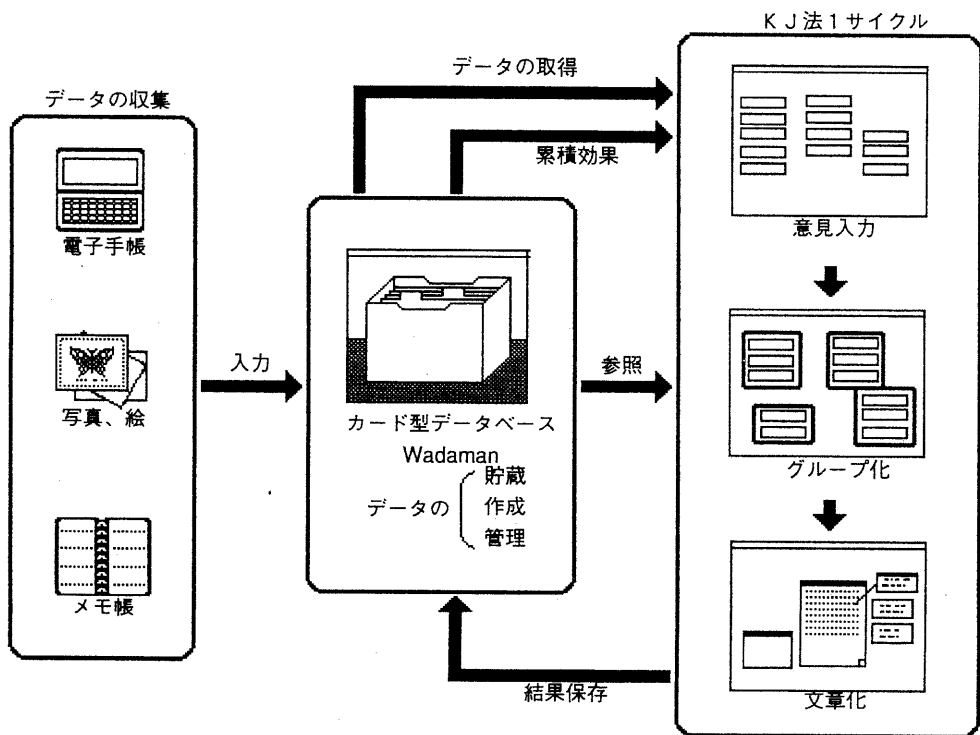 KJ法1サイクル
データの取得
データの収集
累積効果
電子手帳
意見入力
入力
参照
写真、絵
カード型データベース
Wadaman
データの
貯蔵
作成
管理
グループ化
メモ帳
結果保存
文章化